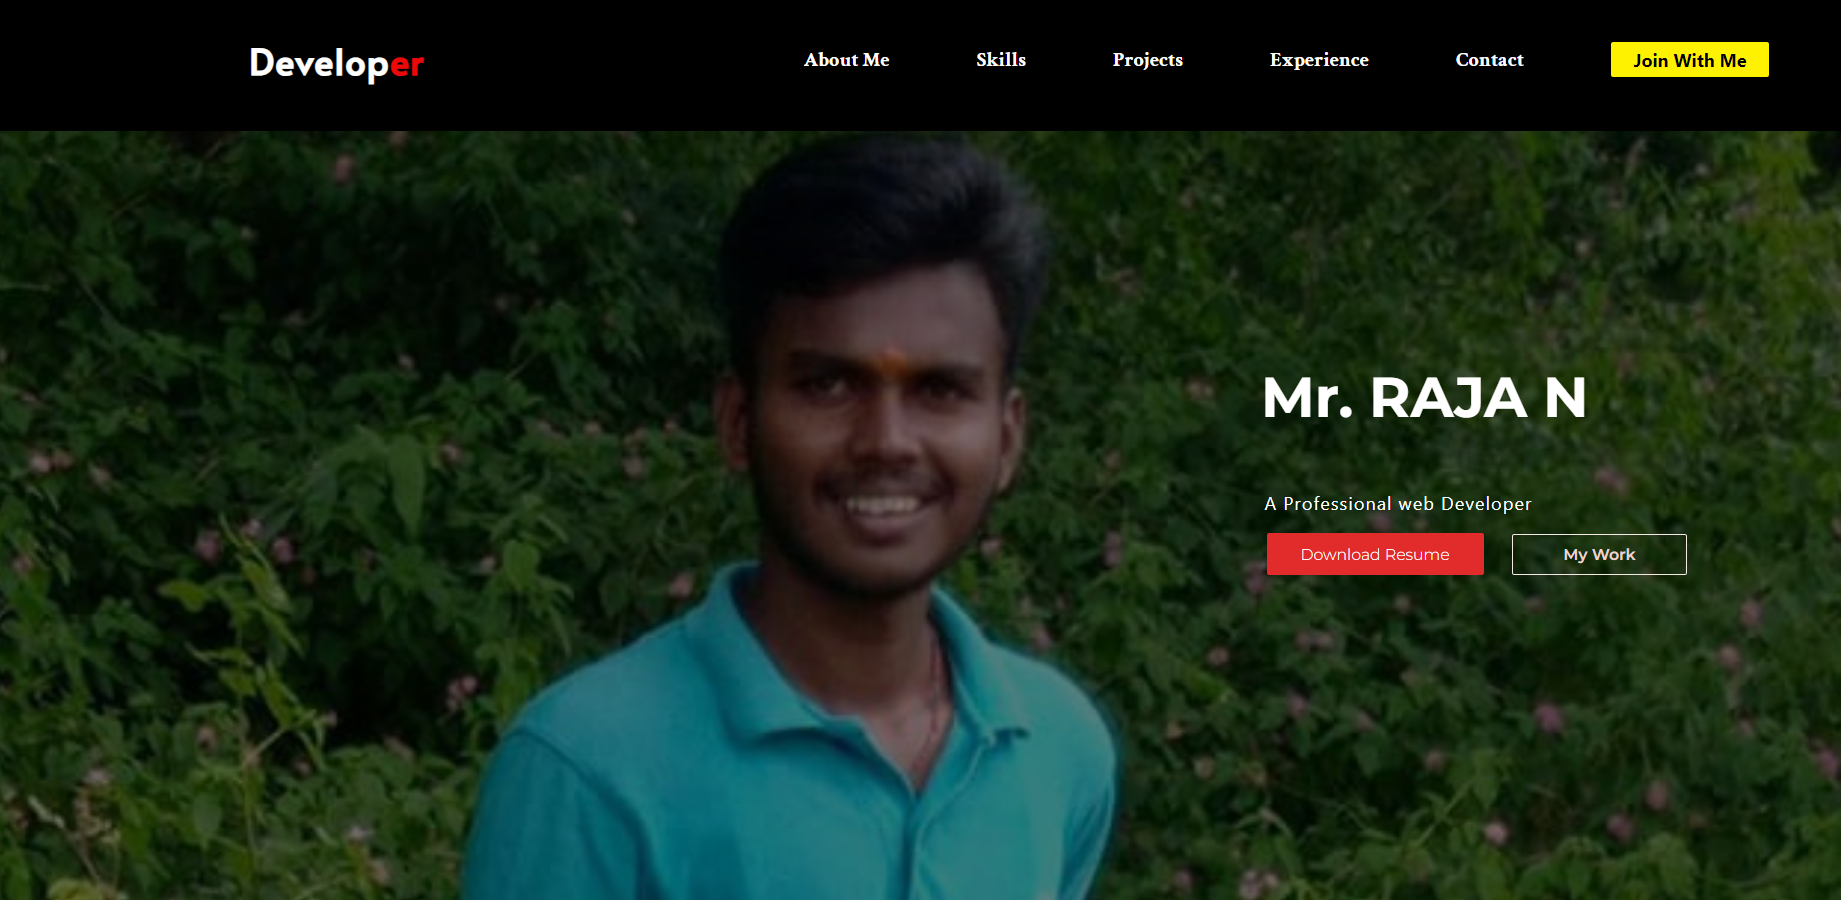 Developer
About Me
Skills
Projects
Experience
Contact
Join With Me
Mr. RAJA N
A Professional web Developer
Download Resume
My Work